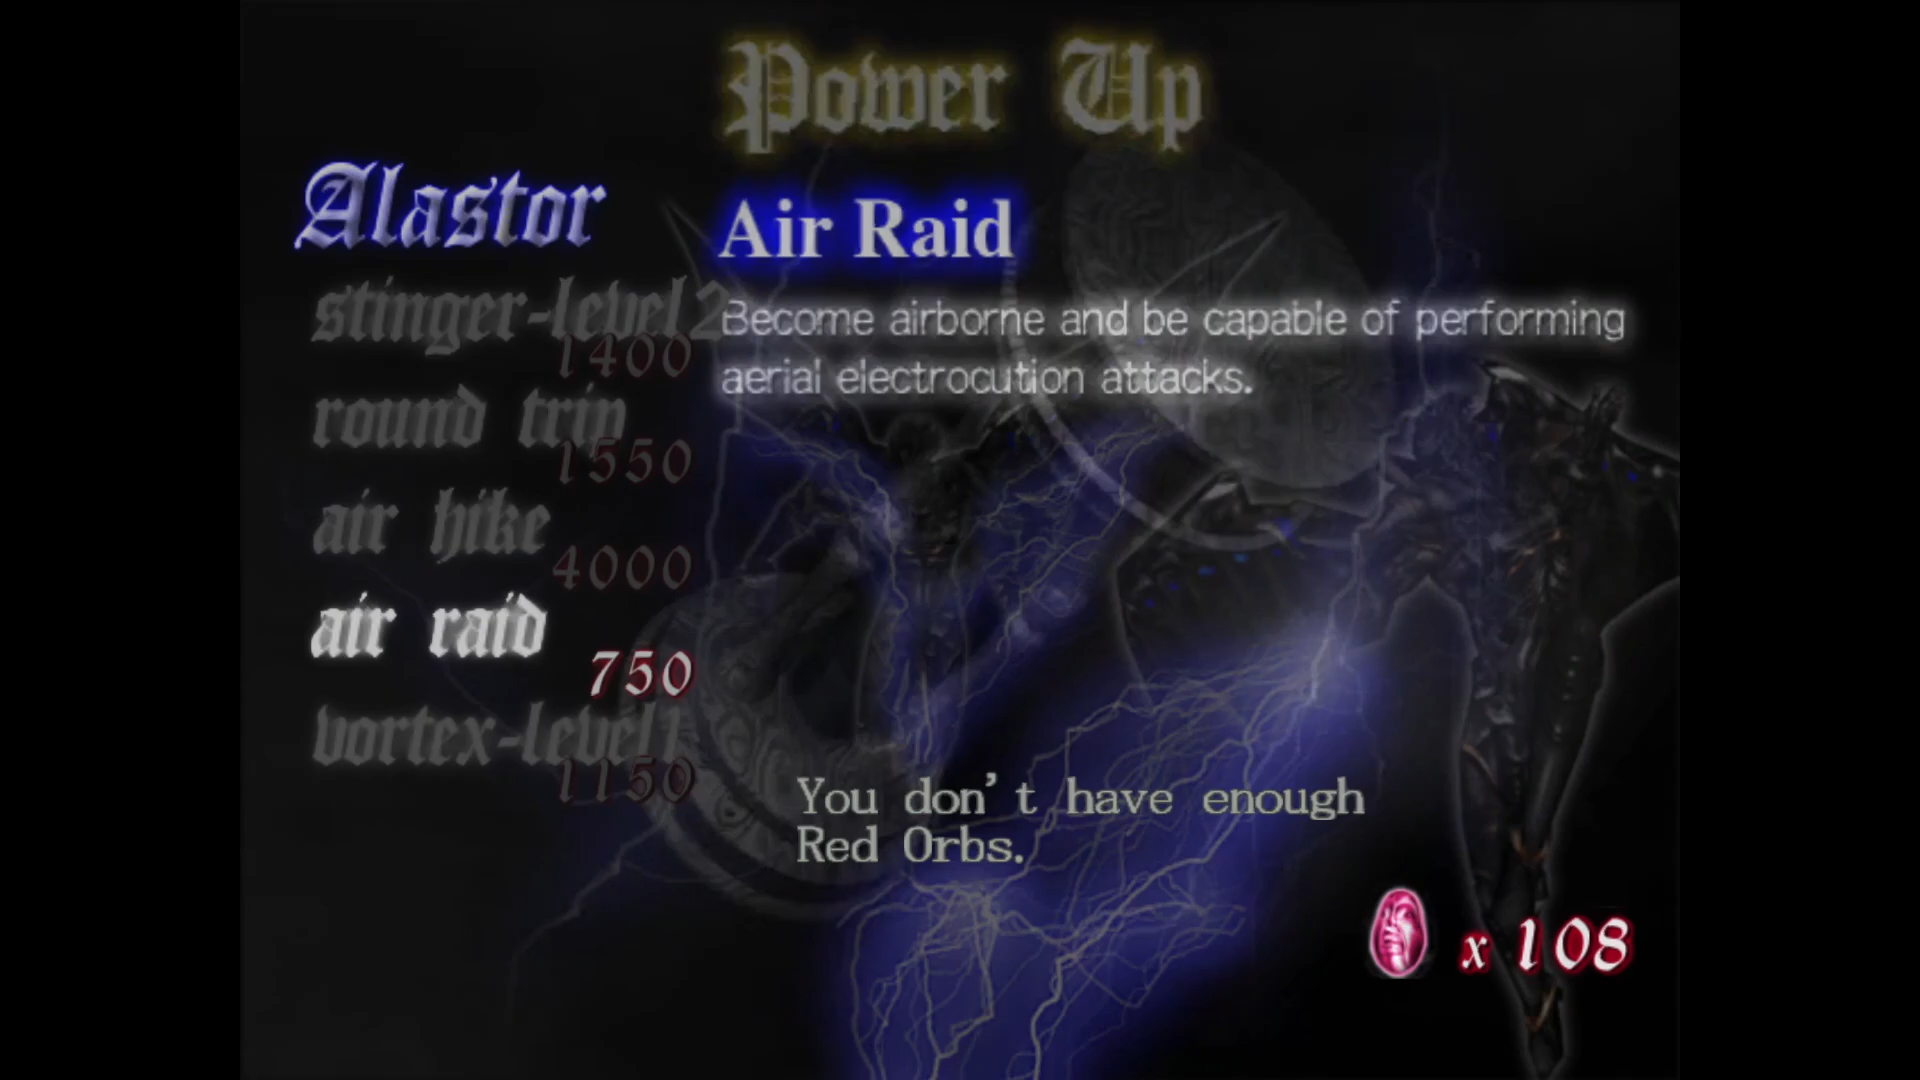 Power Up
Alastor
stinger-level2
1400
round trip
1550
air hike
4000
air raid
750
vortex-level1
1150
Air Raid
Become airborne and be capable of performing
aerial electrocution attacks.
You don't have enough
Red Orbs.
x 108